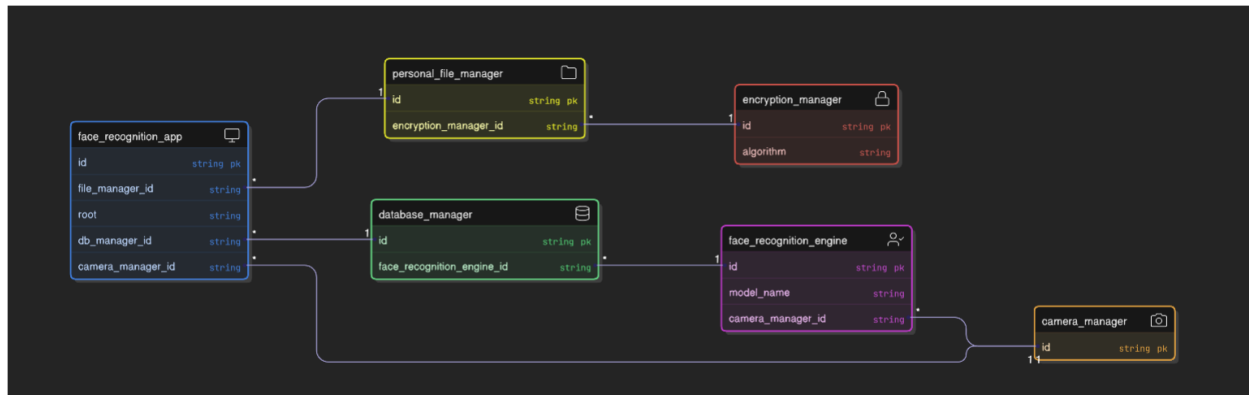 face_recognition_app
id string pk
file_manager_id string
root string
db_manager_id string
camera_manager_id string
personal_file_manager
id string pk
encryption_manager_id string
encryption_manager
id string pk
algorithm string
database_manager
id string pk
face_recognition_engine_id string
face_recognition_engine
id string pk
model_name string
camera_manager_id string
camera_manager
id string pk
* 1
* 1
* 1
* 1
* 1
* 1